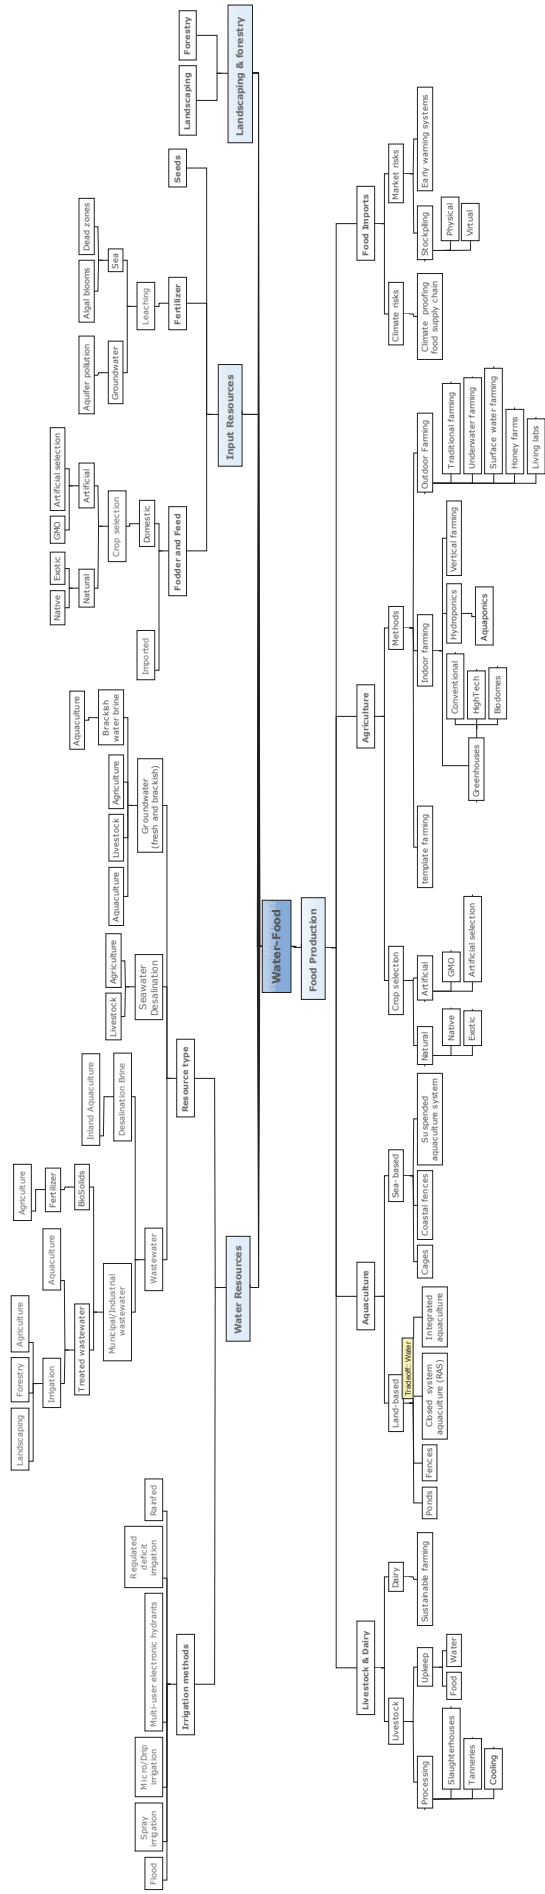 Water-Food
Landscaping & forestry
Forestry
Landscaping
Input Resources
Seeds
Fertilizer
Leaching
Sea
Dead zones
Algal blooms
Groundwater
Aquifer pollution
Fodder and Feed
Domestic
Crop selection
Artificial
Artificial selection
GMO
Natural
Exotic
Native
Imported
Water Resources
Resource type
Groundwater
(fresh and brackish)
Brackish
water brine
Aquaculture
Agriculture
Livestock
Aquaculture
Seawater
Desalination
Agriculture
Livestock
Wastewater
Desalination Brine
Inland Aquaculture
Municipal/Industrial
wastewater
BioSolids
Fertilizer
Agriculture
Treated wastewater
Aquaculture
Irrigation
Agriculture
Forestry
Landscaping
Irrigation methods
Rainfed
Regulated
deficit
irrigation
Multi-user electronic hydrants
Micro/Drip
irrigation
Spray
irrigation
Flood
Food Production
Food Imports
Market risks
Early warning systems
Stockpiling
Physical
Virtual
Climate risks
Climate proofing
food supply chain
Agriculture
Methods
Outdoor Farming
Traditional farming
Underwater farming
Surface water farming
Honey farms
Living labs
Indoor farming
Vertical farming
Hydroponics
Aquaponics
Greenhouses
Conventional
HighTech
Biodomes
template farming
Crop selection
Artificial
GMO
Artificial selection
Natural
Native
Exotic
Aquaculture
Sea-based
Suspended
aquaculture system
Coastal fences
Cages
Land-based
Tradeoff: Water
Integrated
aquaculture
Closed system
aquaculture (RAS)
Fences
Ponds
Livestock & Dairy
Dairy
Sustainable farming
Livestock
Upkeep
Water
Food
Processing
Slaughterhouses
Tanneries
Cooling